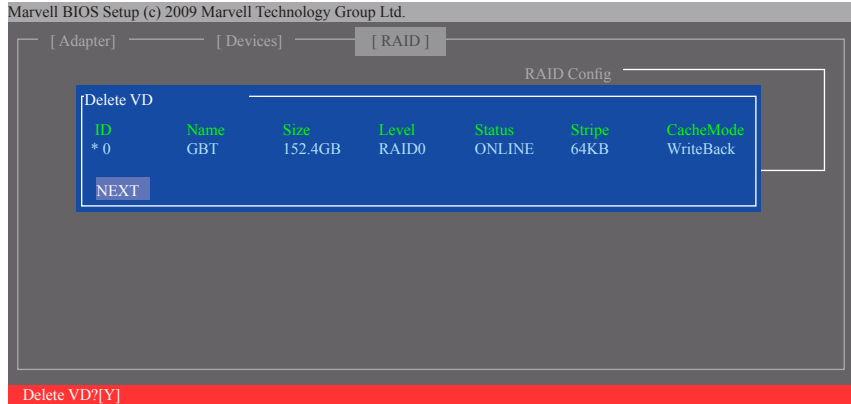 Marvell BIOS Setup (c) 2009 Marvell Technology Group Ltd.
[ Adapter] [ Devices] [ RAID ]
RAID Config
Delete VD
ID Name Size Level Status Stripe CacheMode
* 0 GBT 152.4GB RAID0 ONLINE 64KB WriteBack
NEXT
Delete VD?[Y]